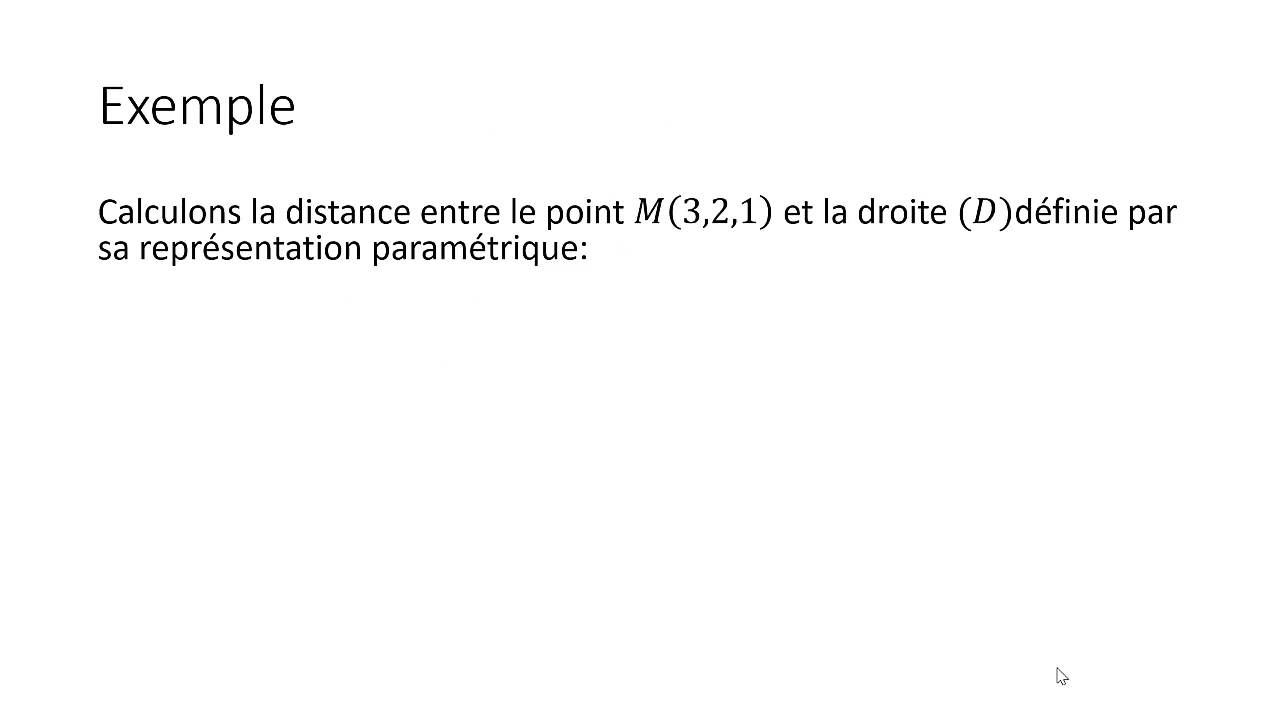 Exemple
Calculons la distance entre le point M(3,2,1) et la droite (D)définie par
sa représentation paramétrique: